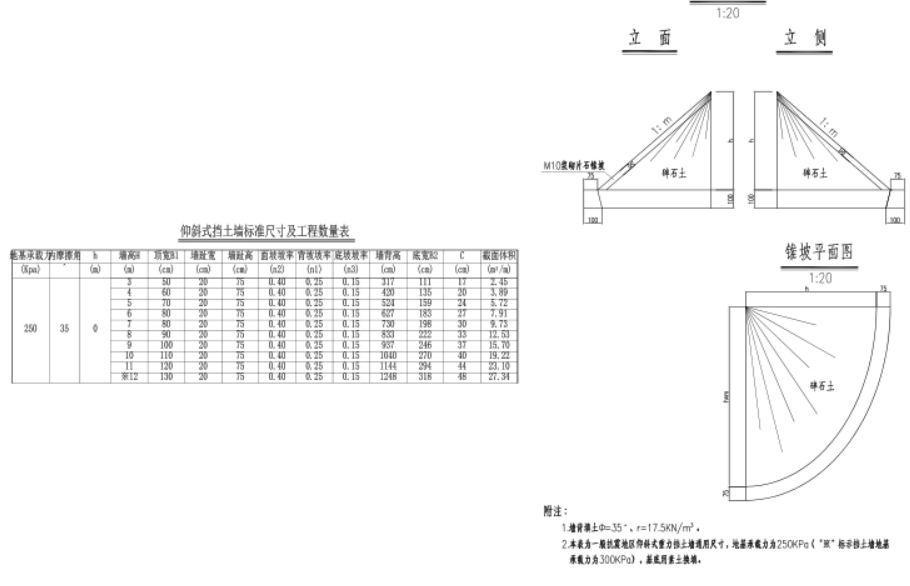 1:20
立 面
立 侧
1: m
h
M10浆砌片石锥坡
碎石土
75
100
100
1: m
h
碎石土
75
100
100
仰斜式挡土墙标准尺寸及工程数量表
地基承载力 内摩擦角 h 墙高H 顶宽B1 墙趾宽 墙趾高 面坡坡率 背坡坡率 底坡坡率 墙背高 底宽B2 C 截面体积
(Kpa) ° (m) (m) (cm) (cm) (cm) (n2) (n1) (n3) (cm) (cm) (cm) (m³/m)
3 50 20 75 0.40 0.25 0.15 317 111 17 2.45
4 60 20 75 0.40 0.25 0.15 420 135 20 3.89
5 70 20 75 0.40 0.25 0.15 524 159 24 5.72
6 80 20 75 0.40 0.25 0.15 627 183 27 7.91
250 35 0 7 80 20 75 0.40 0.25 0.15 730 198 30 9.73
8 90 20 75 0.40 0.25 0.15 833 222 33 12.53
9 100 20 75 0.40 0.25 0.15 937 246 37 15.70
10 110 20 75 0.40 0.25 0.15 1040 270 40 19.22
11 120 20 75 0.40 0.25 0.15 1144 294 44 23.10
※12 130 20 75 0.40 0.25 0.15 1248 318 48 27.34
锥坡平面图
1:20
h
75
碎石土
75
附注:
1.墙背填土Φ=35°、r=17.5KN/m³。
2.本表为一般抗震地区仰斜式重力挡土墙通用尺寸，地基承载力为250KPa("※"标示挡土墙地基
承载力为300KPa)，基底用素土换填。